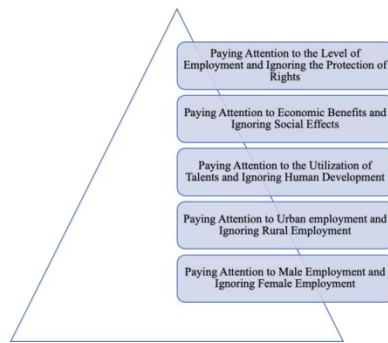 Paying Attention to the Level of
Employment and Ignoring the Protection of
Rights
Paying Attention to Economic Benefits and
Ignoring Social Effects
Paying Attention to the Utilization of
Talents and Ignoring Human Development
Paying Attention to Urban employment and
Ignoring Rural Employment
Paying Attention to Male Employment and
Ignoring Female Employment